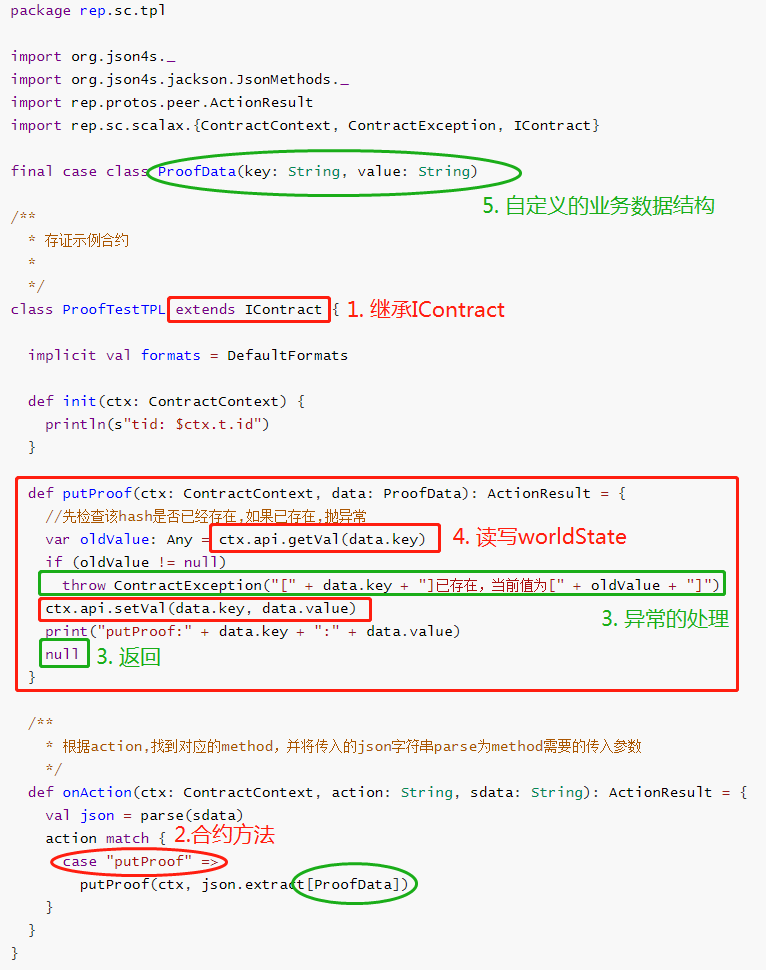 package rep.sc.tpl
import org.json4s._
import org.json4s.jackson.JsonMethods._
import rep.protos.peer.ActionResult
import rep.sc.scalax.{ContractContext, ContractException, IContract}
final case class ProofData(key: String, value: String)
5. 自定义的业务数据结构
/**
* 存证示例合约
*
*/
class ProofTestTPL extends IContract { 1. 继承IContract
implicit val formats = DefaultFormats
def init(ctx: ContractContext) {
println(s"tid: $ctx.t.id")
}
def putProof(ctx: ContractContext, data: ProofData): ActionResult = {
//先检查该hash是否已经存在,如果已存在,抛异常
var oldValue: Any = ctx.api.getVal(data.key) 4. 读写worldState
if (oldValue != null)
throw ContractException("[" + data.key + "]已存在，当前值为[" + oldValue + "]")
ctx.api.setVal(data.key, data.value)
3. 异常的处理
print("putProof:" + data.key + ":" + data.value)
null 3. 返回
}
/**
* 根据action,找到对应的method，并将传入的json字符串parse为method需要的传入参数
*/
def onAction(ctx: ContractContext, action: String, sdata: String): ActionResult = {
val json = parse(sdata)
action match { 2.合约方法
case "putProof" =>
putProof(ctx, json.extract[ProofData])
}
}
}